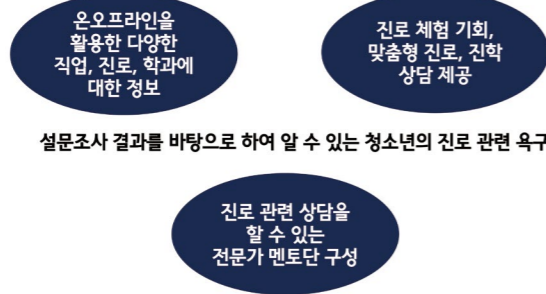 온오프라인을
활용한 다양한
직업, 진로, 학과에
대한 정보
진로 체험 기회,
맞춤형 진로, 진학
상담 제공
설문조사 결과를 바탕으로 하여 알 수 있는 청소년의 진로 관련 욕구
진로 관련 상담을
할 수 있는
전문가 멘토단 구성